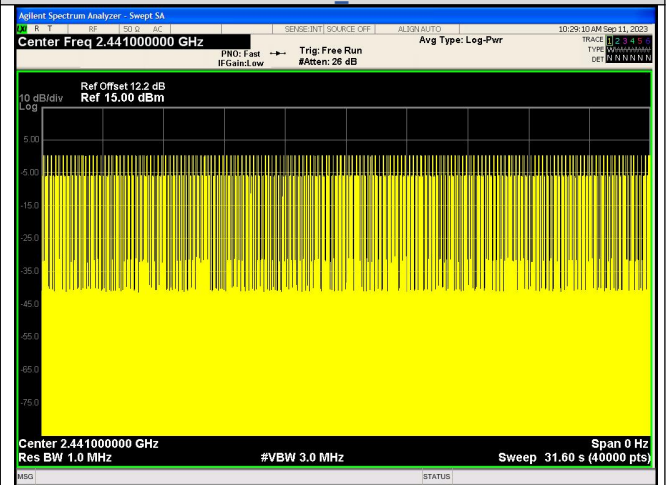 Agilent Spectrum Analyzer - Swept SA
R T RF 50 Ω AC SENSE:INT SOURCE OFF ALIGN AUTO 10:29:10 AM Sep 11, 2023
Center Freq 2.441000000 GHz Avg Type: Log-Pwr TRACE 1 2 3 4 5 6
PNO: Fast Trig: Free Run TYPE
IFGain:Low #Atten: 26 dB DET N N N N N N
Ref Offset 12.2 dB
10 dB/div Ref 15.00 dBm
Log
5.00
-5.00
-15.0
-25.0
-35.0
-45.0
-55.0
-65.0
-75.0
Center 2.441000000 GHz Span 0 Hz
Res BW 1.0 MHz #VBW 3.0 MHz Sweep 31.60 s (40000 pts)
MSG STATUS